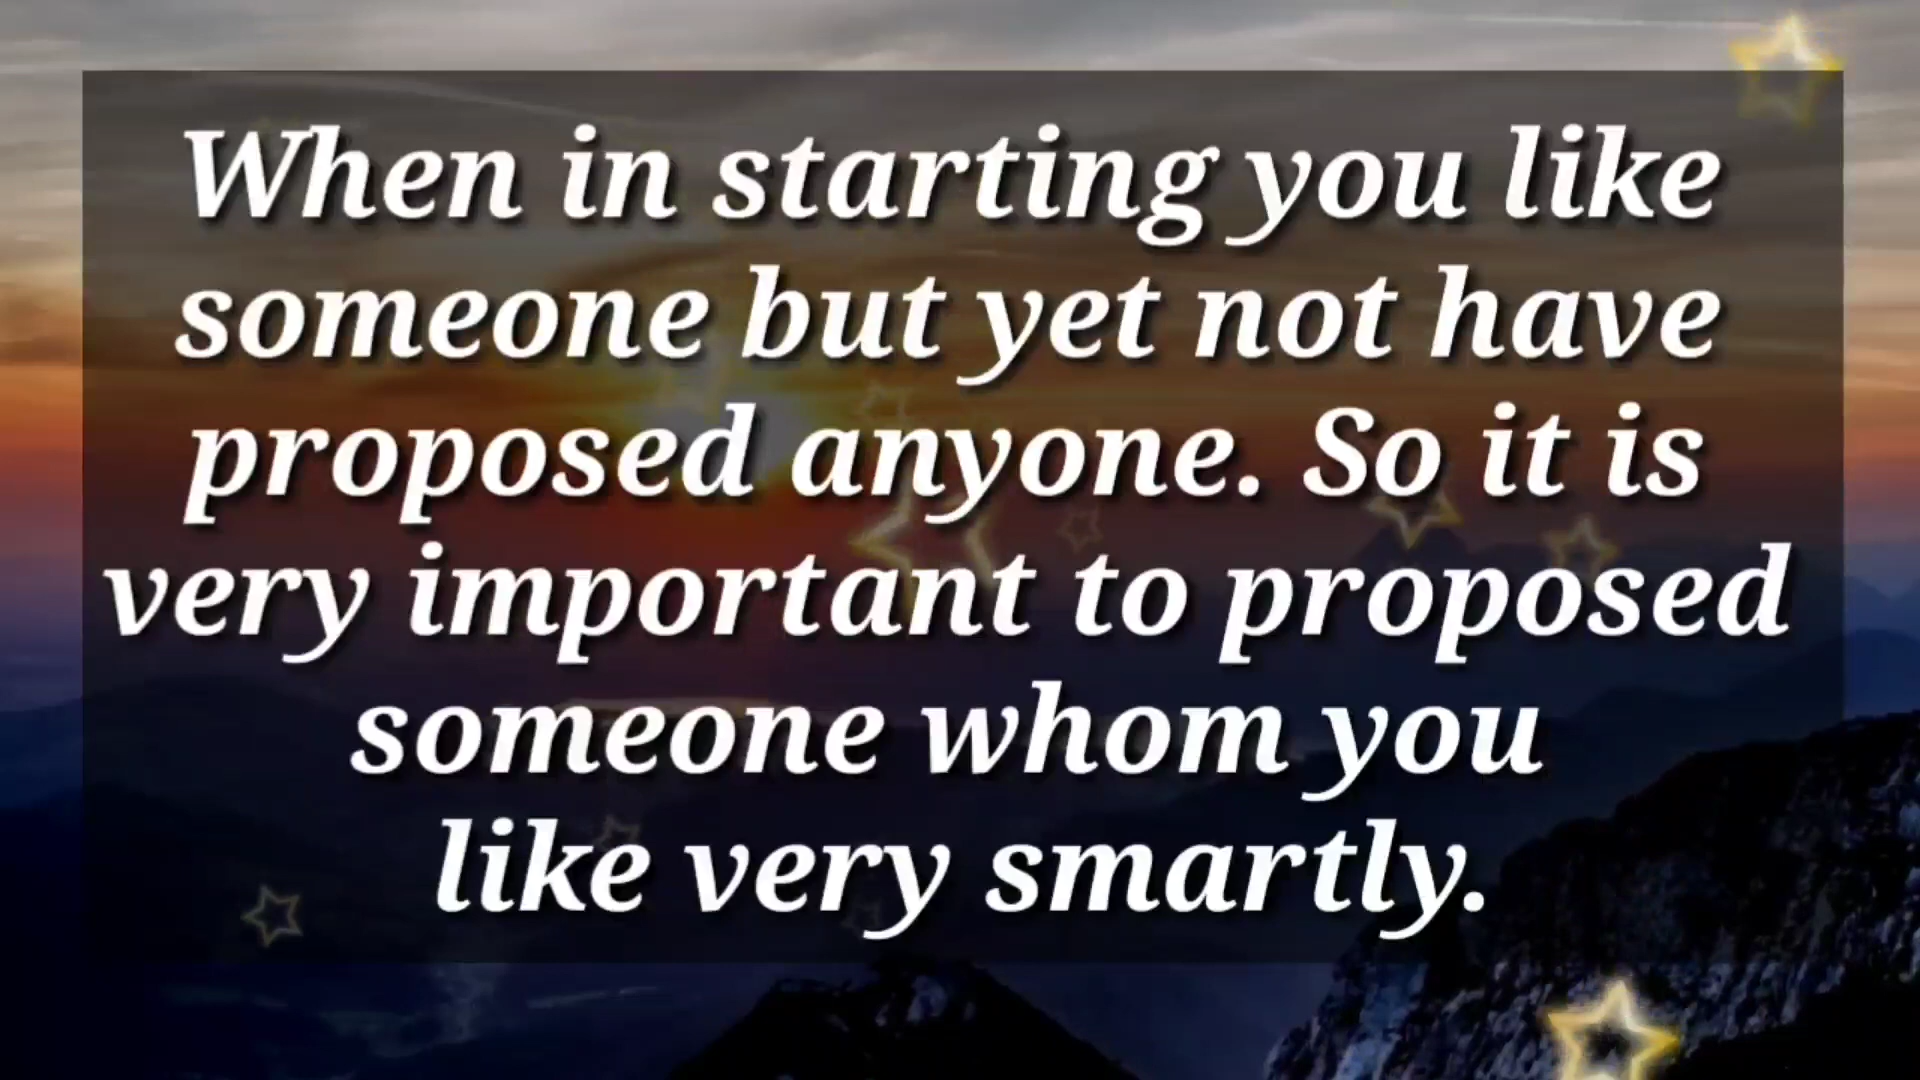 When in starting you like
someone but yet not have
proposed anyone. So it is
very important to proposed
someone whom you
like very smartly.